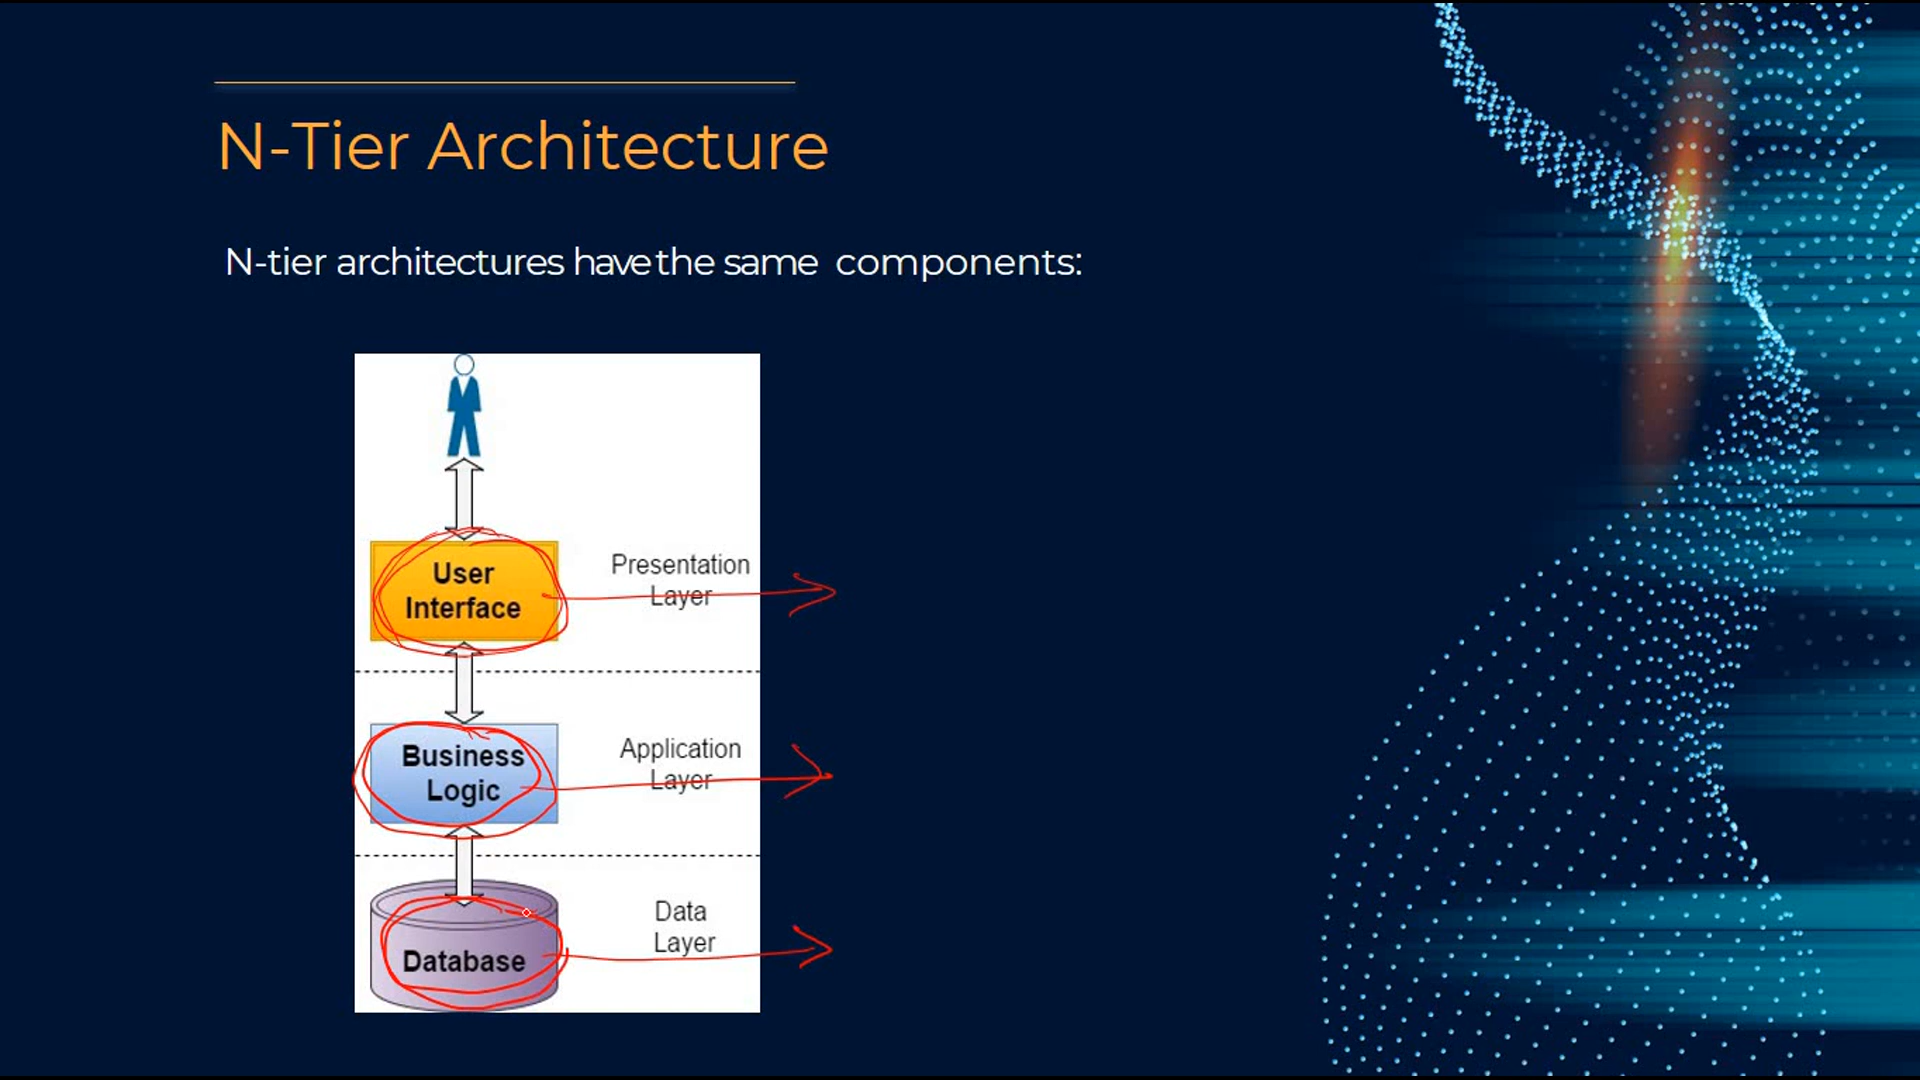 N-Tier Architecture
N-tier architectures have the same components:
User
Interface
Presentation
Layer
Business
Logic
Application
Layer
Database
Data
Layer